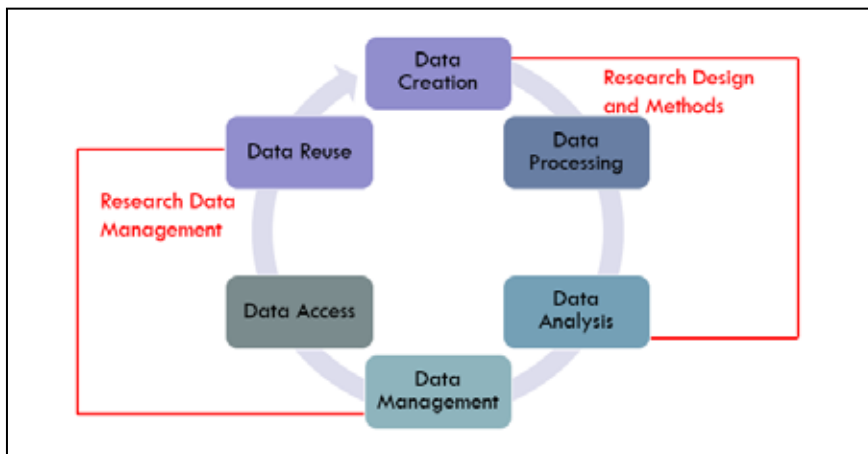 Data
Creation
Research Design
and Methods
Data
Processing
Data
Analysis
Data
Management
Data Access
Data Reuse
Research Data
Management